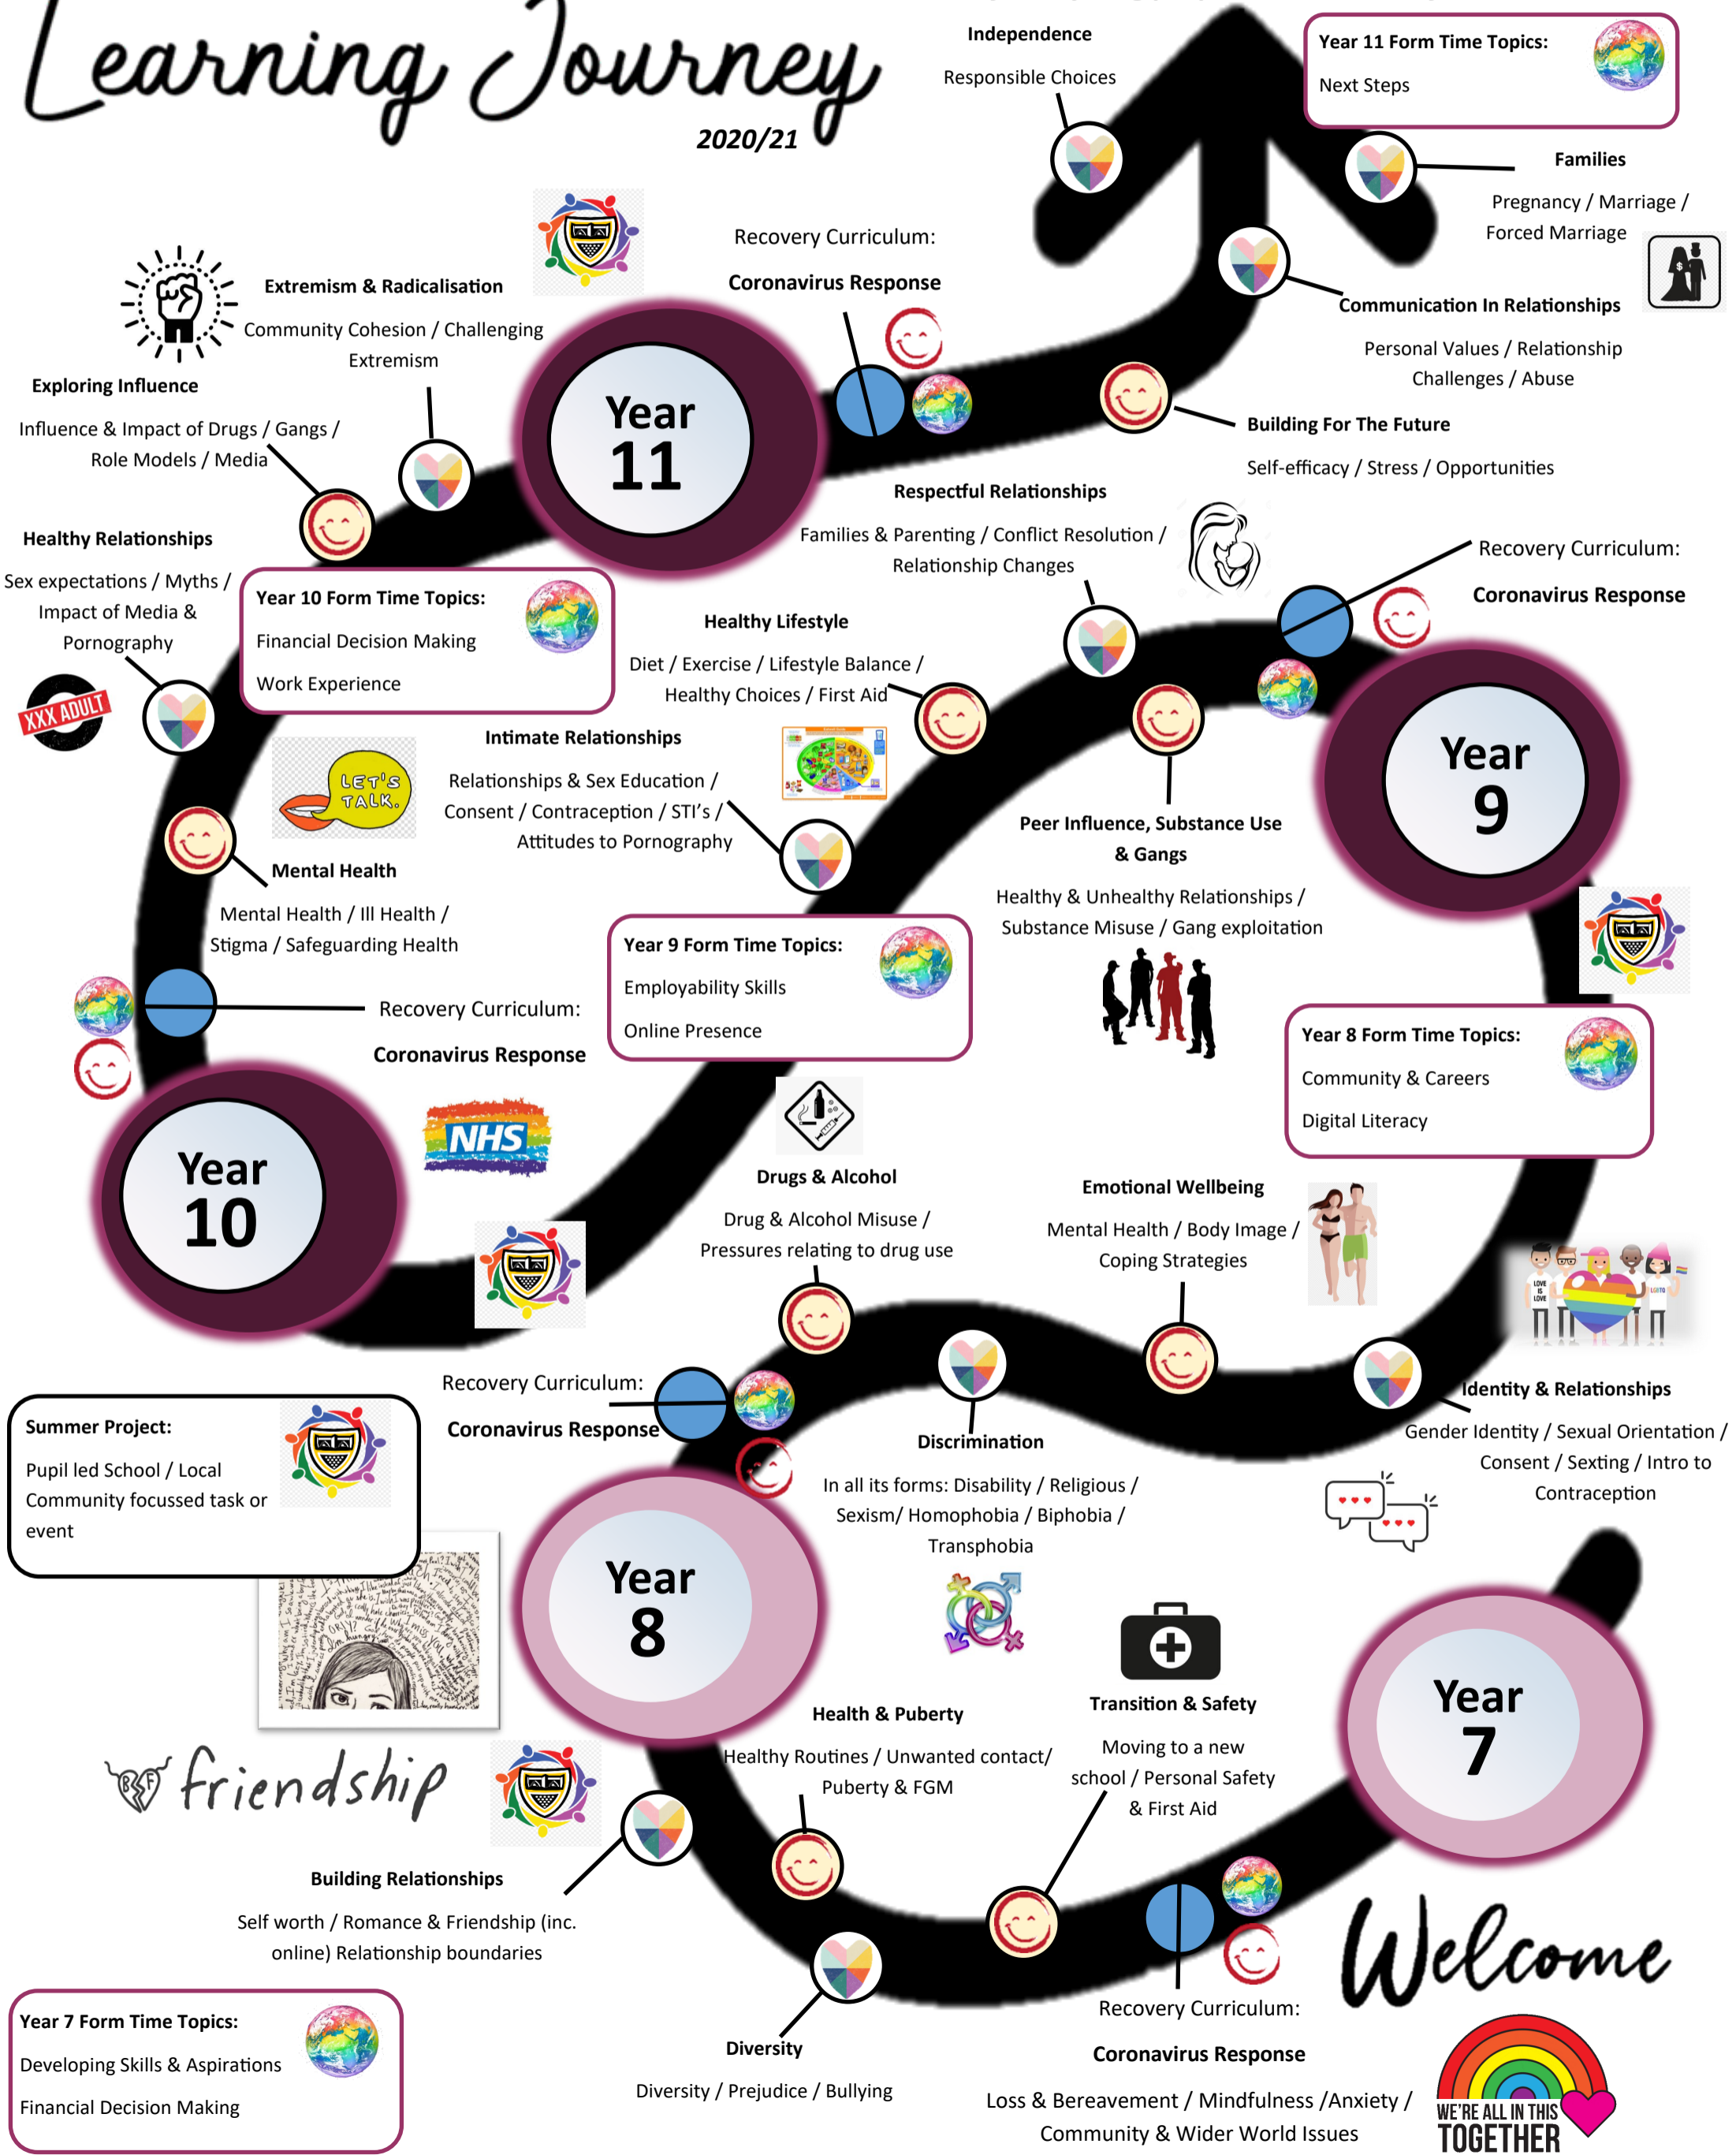 Learning Journey
2020/21
Independence
Responsible Choices
Year 11 Form Time Topics:
Next Steps
Families
Pregnancy / Marriage /
Forced Marriage
Communication In Relationships
Personal Values / Relationship
Challenges / Abuse
Building For The Future
Self-efficacy / Stress / Opportunities
Recovery Curriculum:
Coronavirus Response
Year
11
Extremism & Radicalisation
Community Cohesion / Challenging
Extremism
Exploring Influence
Influence & Impact of Drugs / Gangs /
Role Models / Media
Healthy Relationships
Sex expectations / Myths /
Impact of Media &
Pornography
XXX ADULT
Year 10 Form Time Topics:
Financial Decision Making
Work Experience
LET'S
TALK.
Mental Health
Mental Health / Ill Health /
Stigma / Safeguarding Health
Recovery Curriculum:
Coronavirus Response
NHS
Year
10
Respectful Relationships
Families & Parenting / Conflict Resolution /
Relationship Changes
Healthy Lifestyle
Diet / Exercise / Lifestyle Balance /
Healthy Choices / First Aid
Intimate Relationships
Relationships & Sex Education /
Consent / Contraception / STI's /
Attitudes to Pornography
Year 9 Form Time Topics:
Employability Skills
Online Presence
Recovery Curriculum:
Coronavirus Response
Year
9
Peer Influence, Substance Use
& Gangs
Healthy & Unhealthy Relationships /
Substance Misuse / Gang exploitation
Year 8 Form Time Topics:
Community & Careers
Digital Literacy
Drugs & Alcohol
Drug & Alcohol Misuse /
Pressures relating to drug use
Emotional Wellbeing
Mental Health / Body Image /
Coping Strategies
LOVE
IS
LOVE
LGBTQ
Identity & Relationships
Gender Identity / Sexual Orientation /
Consent / Sexting / Intro to
Contraception
Recovery Curriculum:
Coronavirus Response
Discrimination
In all its forms: Disability / Religious /
Sexism/ Homophobia / Biphobia /
Transphobia
Summer Project:
Pupil led School / Local
Community focussed task or
event
Year
8
Year
7
Transition & Safety
Moving to a new
school / Personal Safety
& First Aid
Health & Puberty
Healthy Routines / Unwanted contact/
Puberty & FGM
BFF friendship
Building Relationships
Self worth / Romance & Friendship (inc.
online) Relationship boundaries
Year 7 Form Time Topics:
Developing Skills & Aspirations
Financial Decision Making
Diversity
Diversity / Prejudice / Bullying
Recovery Curriculum:
Coronavirus Response
Loss & Bereavement / Mindfulness /Anxiety /
Community & Wider World Issues
Welcome
WE'RE ALL IN THIS
TOGETHER